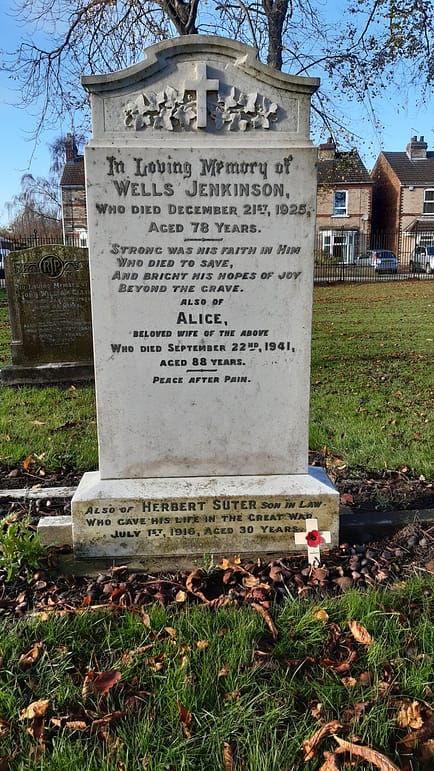 In Loving Memory of
WELLS JENKINSON,
WHO DIED DECEMBER 21ST, 1925,
AGED 78 YEARS.
STRONG WAS HIS FAITH IN HIM
WHO DIED TO SAVE,
AND BRIGHT HIS HOPES OF JOY
BEYOND THE GRAVE.
ALSO OF
ALICE,
BELOVED WIFE OF THE ABOVE
WHO DIED SEPTEMBER 22ND, 1941,
AGED 88 YEARS.
PEACE AFTER PAIN.
ALSO OF HERBERT SUTER SON IN LAW
WHO GAVE HIS LIFE IN THE GREAT WAR
JULY 1ST, 1916, AGED 30 YEARS.